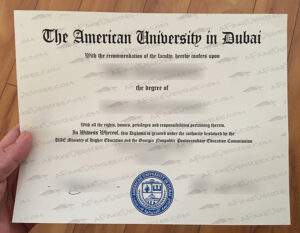 The American University in Dubai
With the recommendation of the faculty, hereby confers upon
the degree of
With all the rights, honors, privileges and responsibilities pertaining thereto.
In Witness Whereof, this Diploma is granted under the authority bestowed by the
UAE Ministry of Higher Education and the Georgia Nonpublic Postsecondary Education Commission